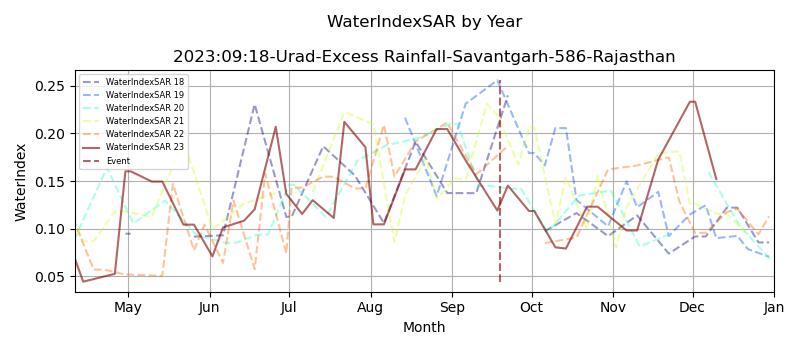 WaterIndexSAR by Year
2023:09:18-Urad-Excess Rainfall-Savantgarh-586-Rajasthan
WaterIndexSAR 18
WaterIndexSAR 19
WaterIndexSAR 20
WaterIndexSAR 21
WaterIndexSAR 22
WaterIndexSAR 23
Event
0.25
0.20
0.15
0.10
0.05
WaterIndex
May Jun Jul Aug Sep Oct Nov Dec Jan
Month